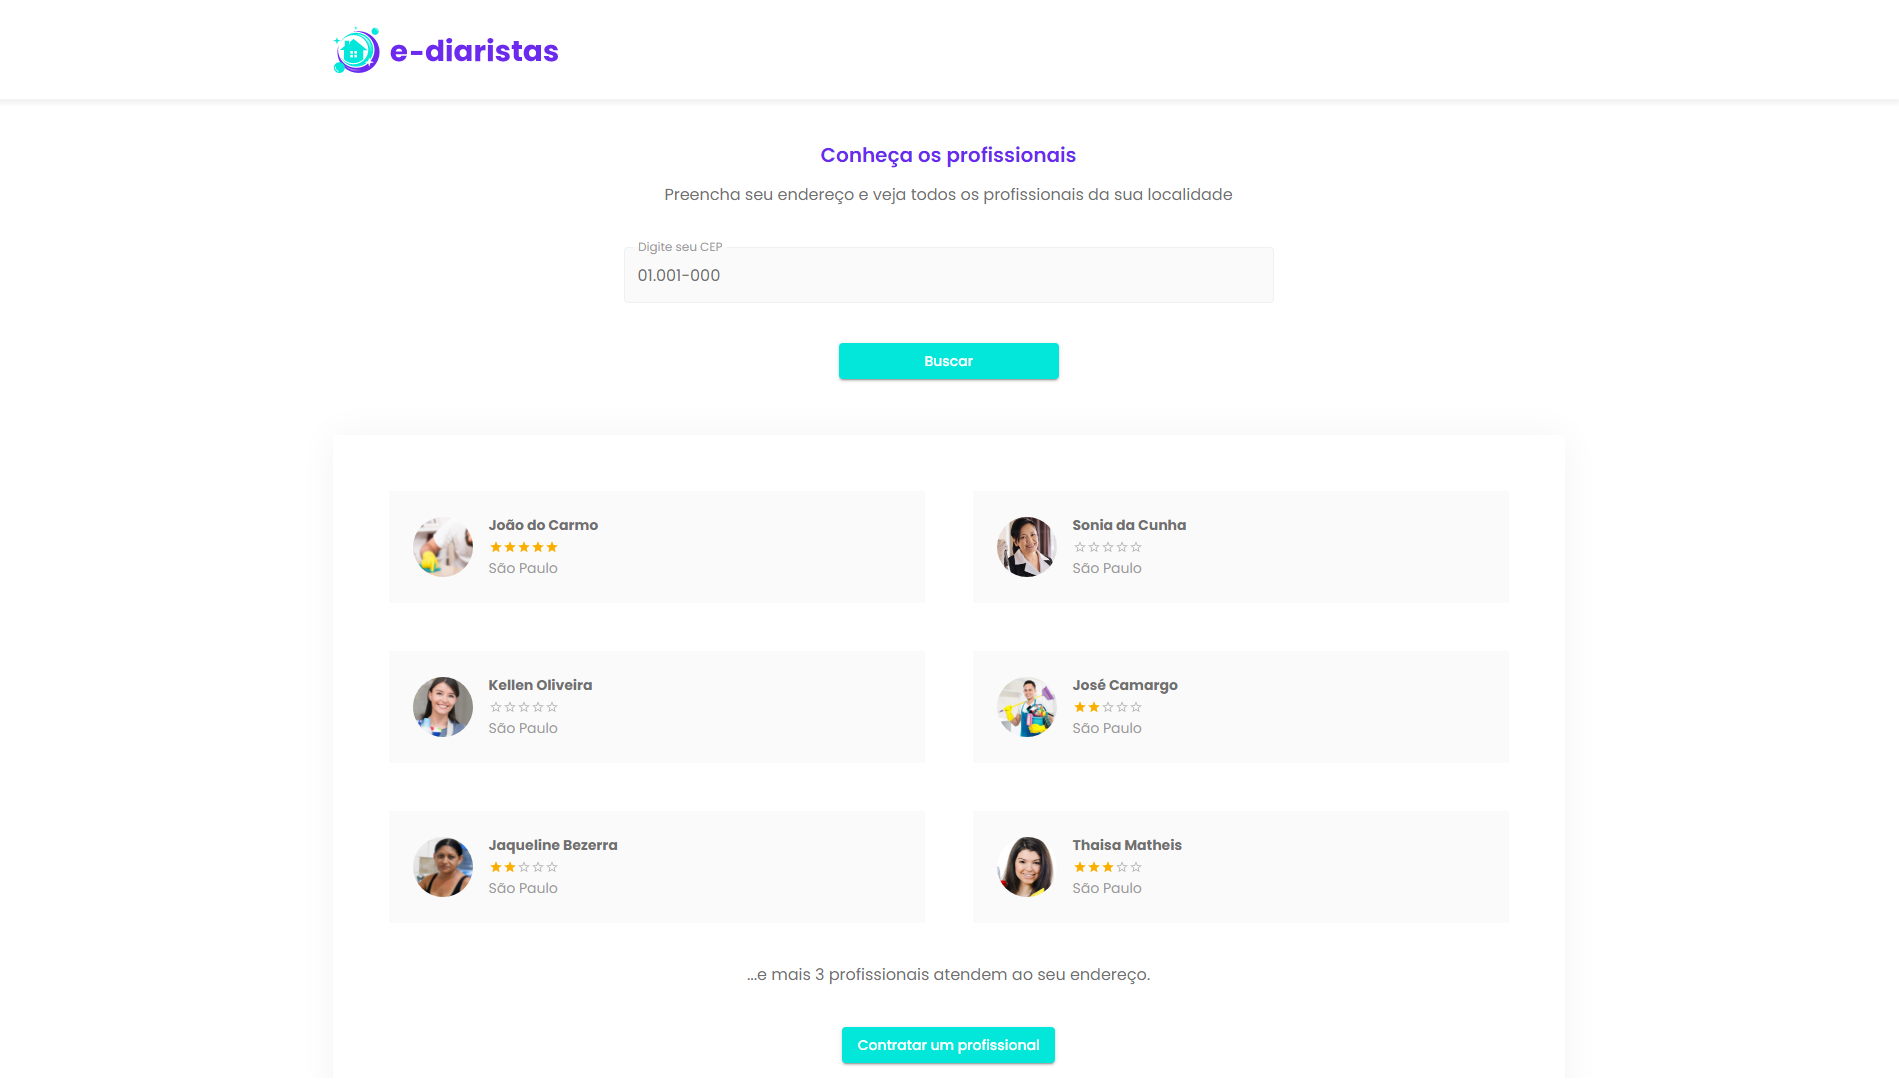 e-diaristas
Conheça os profissionais
Preencha seu endereço e veja todos os profissionais da sua localidade
Digite seu CEP
01.001-000
Buscar
João do Carmo
São Paulo
Sonia da Cunha
São Paulo
Kellen Oliveira
São Paulo
José Camargo
São Paulo
Jaqueline Bezerra
São Paulo
Thaisa Matheis
São Paulo
...e mais 3 profissionais atendem ao seu endereço.
Contratar um profissional